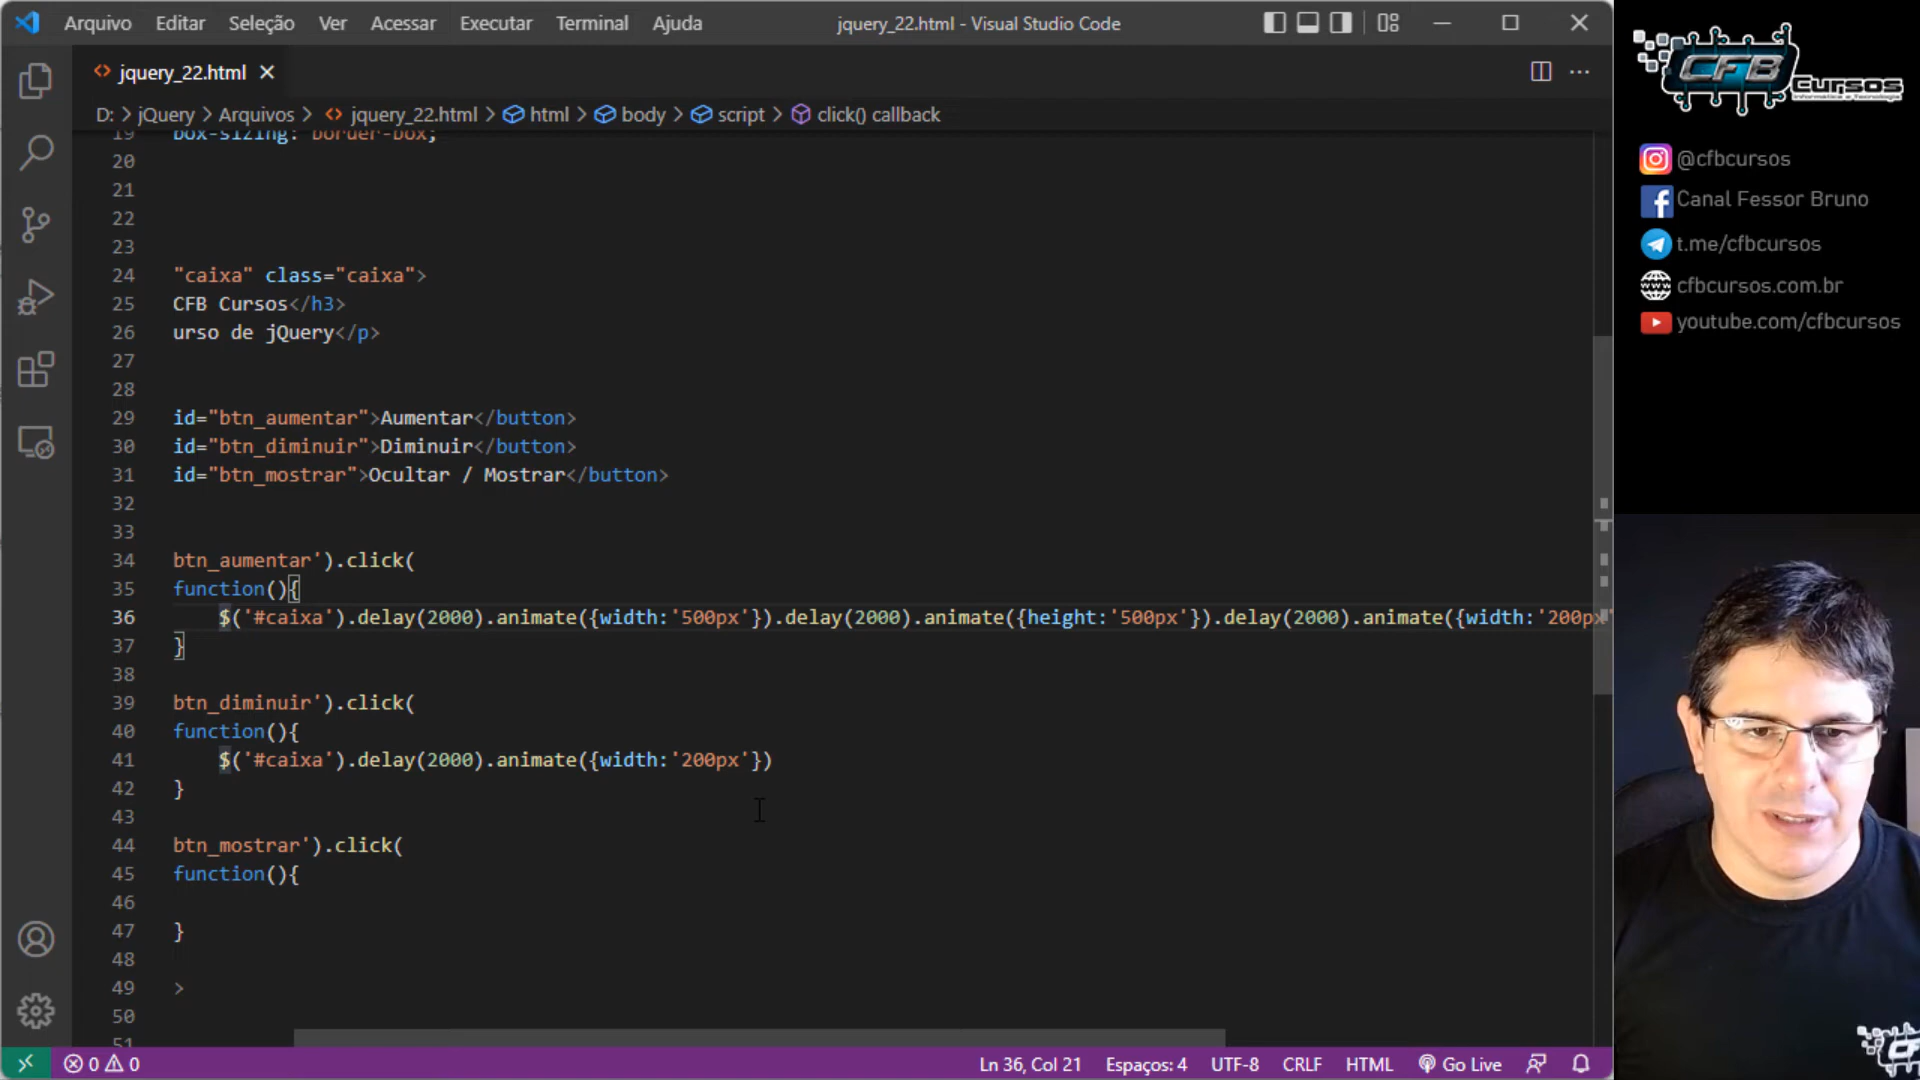 Arquivo Editar Seleção Ver Acessar Executar Terminal Ajuda jquery_22.html - Visual Studio Code
jquery_22.html
D: > jQuery > Arquivos > jquery_22.html > html > body > script > click() callback
19 box-sizing: border-box;
20
21
22
23
24 "caixa" class="caixa">
25 CFB Cursos</h3>
26 urso de jQuery</p>
27
28
29 id="btn_aumentar">Aumentar</button>
30 id="btn_diminuir">Diminuir</button>
31 id="btn_mostrar">Ocultar / Mostrar</button>
32
33
34 btn_aumentar').click(
35 function(){
36 $('#caixa').delay(2000).animate({width:'500px'}).delay(2000).animate({height:'500px'}).delay(2000).animate({width:'200px'
37 }
38
39 btn_diminuir').click(
40 function(){
41 $('#caixa').delay(2000).animate({width:'200px'})
42 }
43
44 btn_mostrar').click(
45 function(){
46
47 }
48
49 >
50
51
0 0 Ln 36, Col 21 Espaços: 4 UTF-8 CRLF HTML Go Live
CFB Cursos
@cfbcursos
Canal Fessor Bruno
t.me/cfbcursos
cfbcursos.com.br
youtube.com/cfbcursos